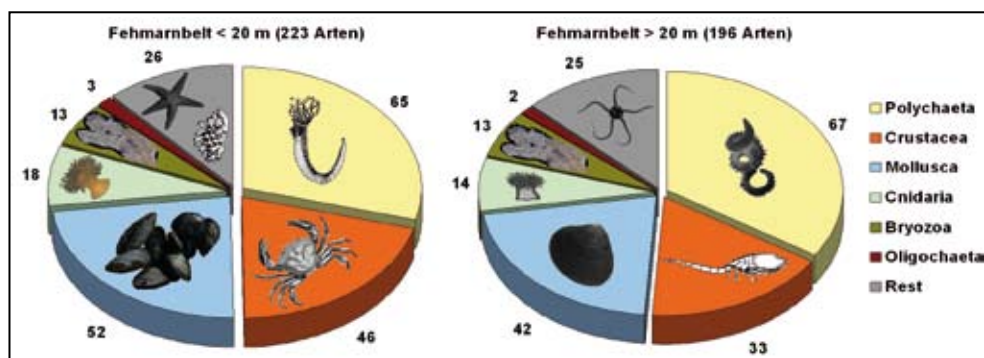 Fehmarnbelt < 20 m (223 Arten)
26
3
13
18
52
46
65
Fehmarnbelt > 20 m (196 Arten)
25
2
13
14
42
33
67
Polychaeta
Crustacea
Mollusca
Cnidaria
Bryozoa
Oligochaeta
Rest